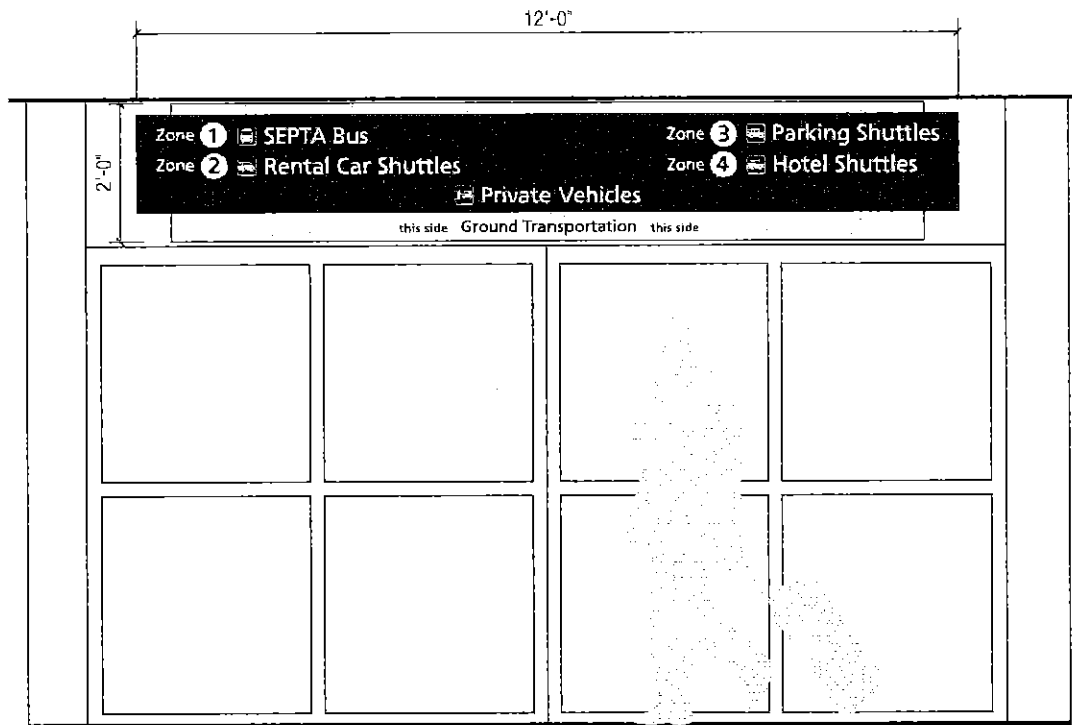 12'-0"
2'-0"
Zone 1 SEPTA Bus
Zone 2 Rental Car Shuttles
Zone 3 Parking Shuttles
Zone 4 Hotel Shuttles
Private Vehicles
this side Ground Transportation this side